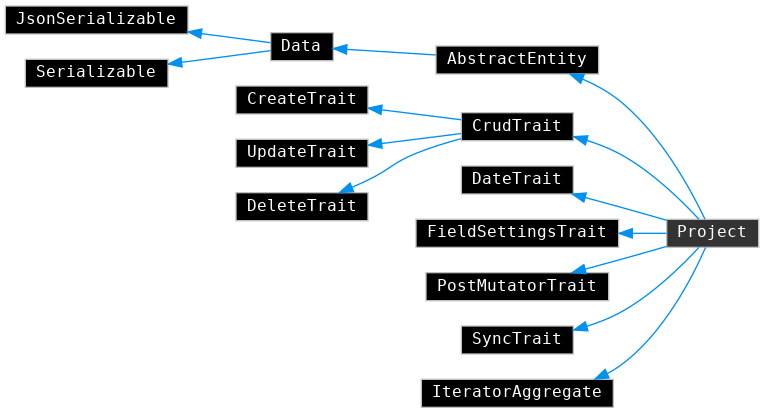 JsonSerializable
Data
AbstractEntity
Serializable
CreateTrait
CrudTrait
UpdateTrait
DateTrait
DeleteTrait
FieldSettingsTrait
Project
PostMutatorTrait
SyncTrait
IteratorAggregate